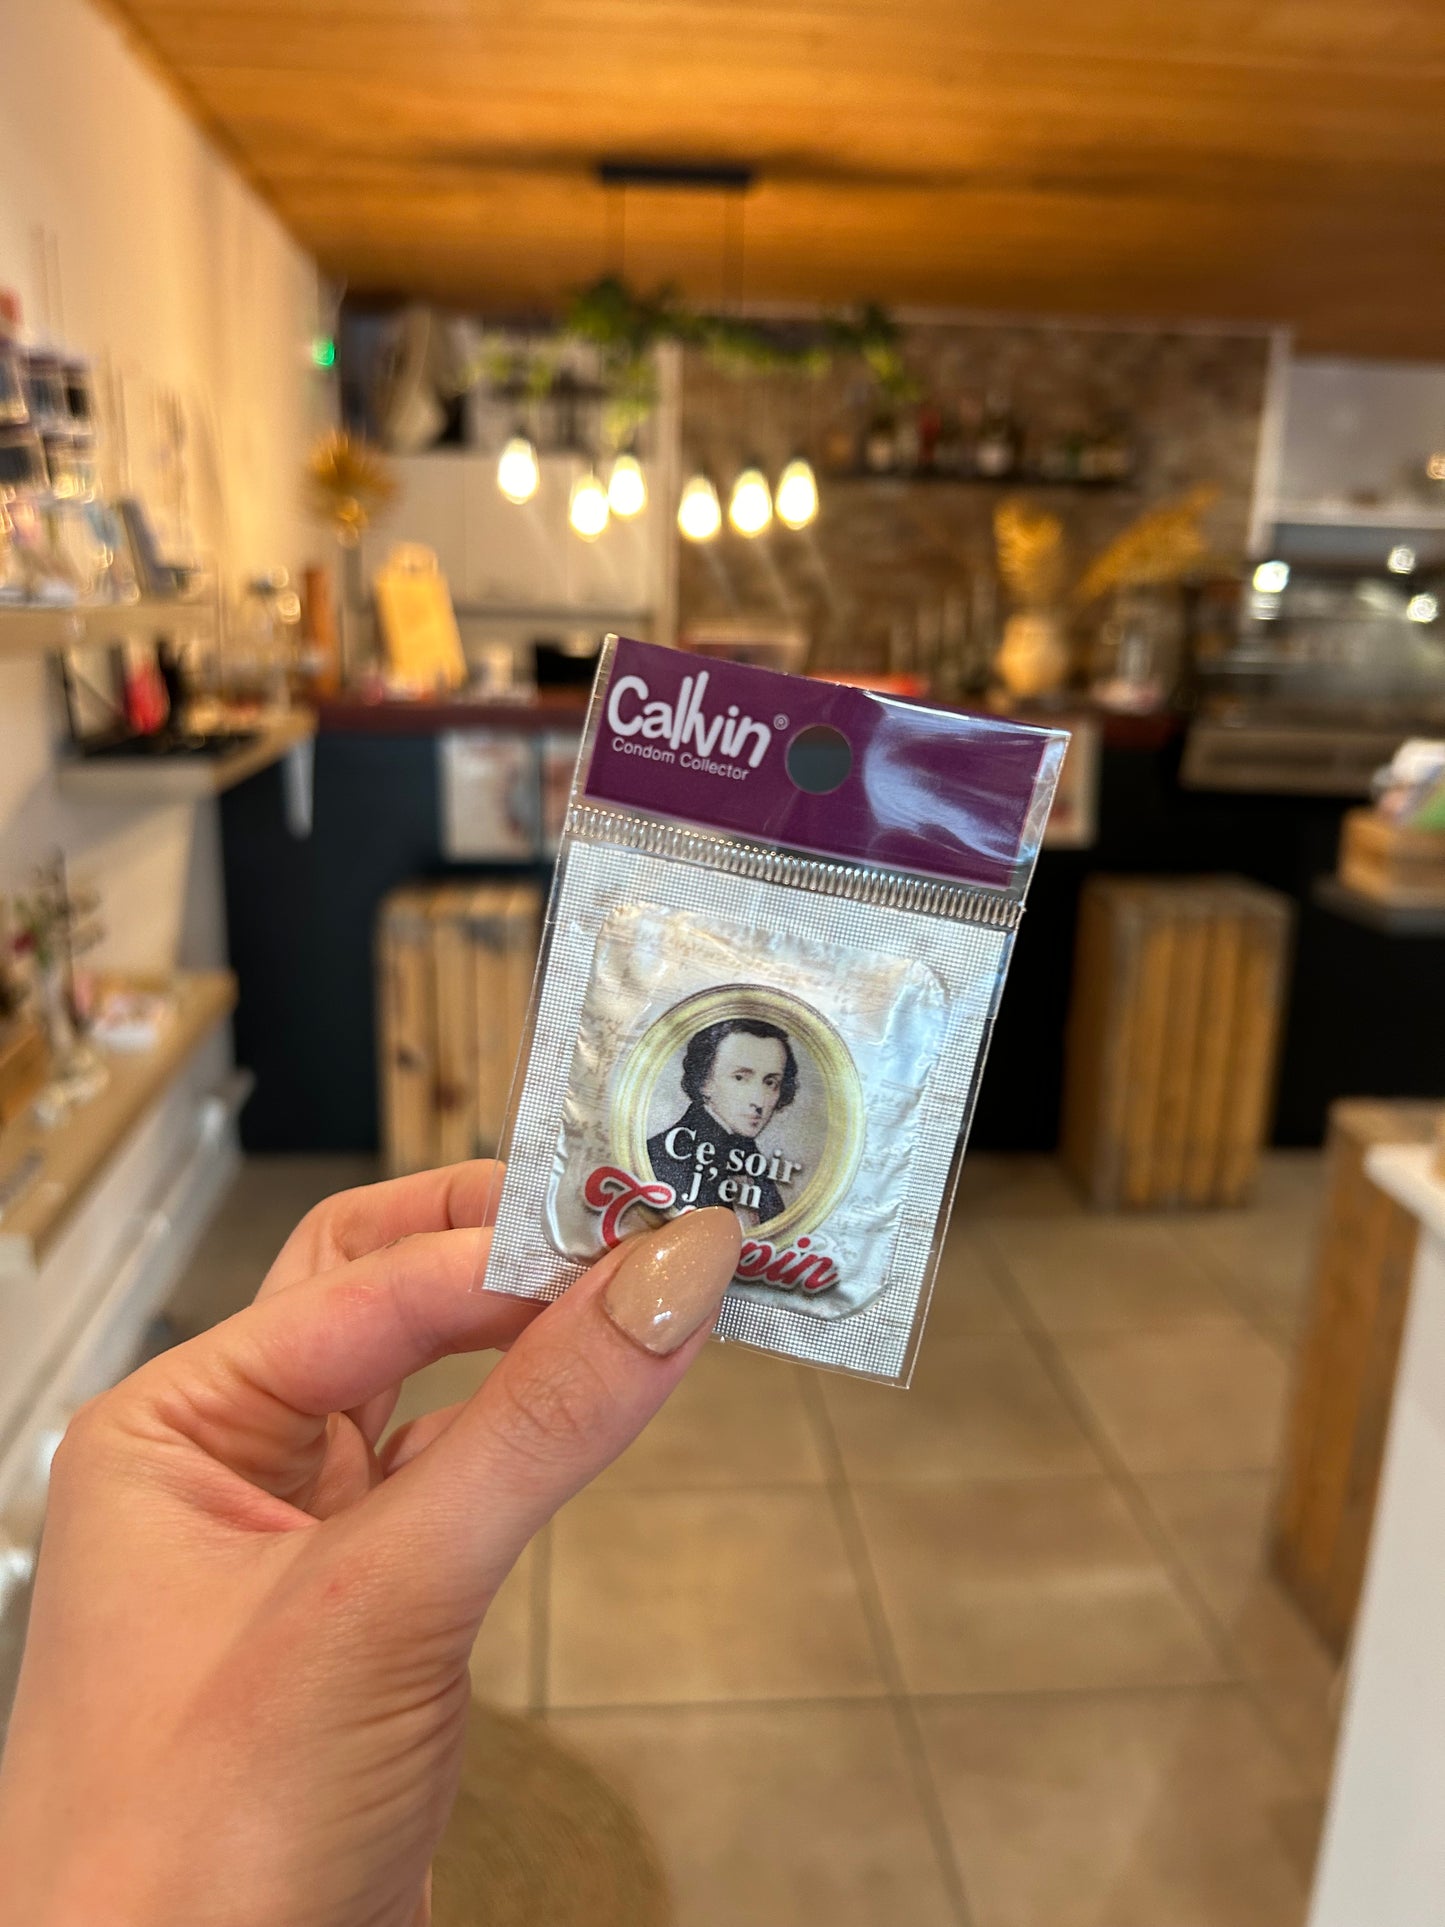 Callvin®
Condom Collector
Ce soir
j'en